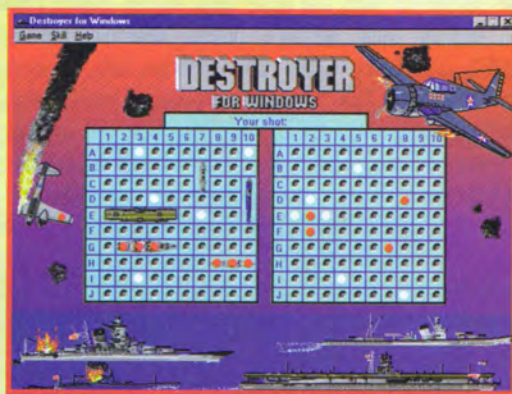 Destroyer for Windows
Game Skill Help
DESTROYER
FOR WINDOWS
Your shot:
1 2 3 4 5 6 7 8 9 10
A
B
C
D
E
F
G
H
I
J
1 2 3 4 5 6 7 8 9 10
A
B
C
D
E
F
G
H
I
J